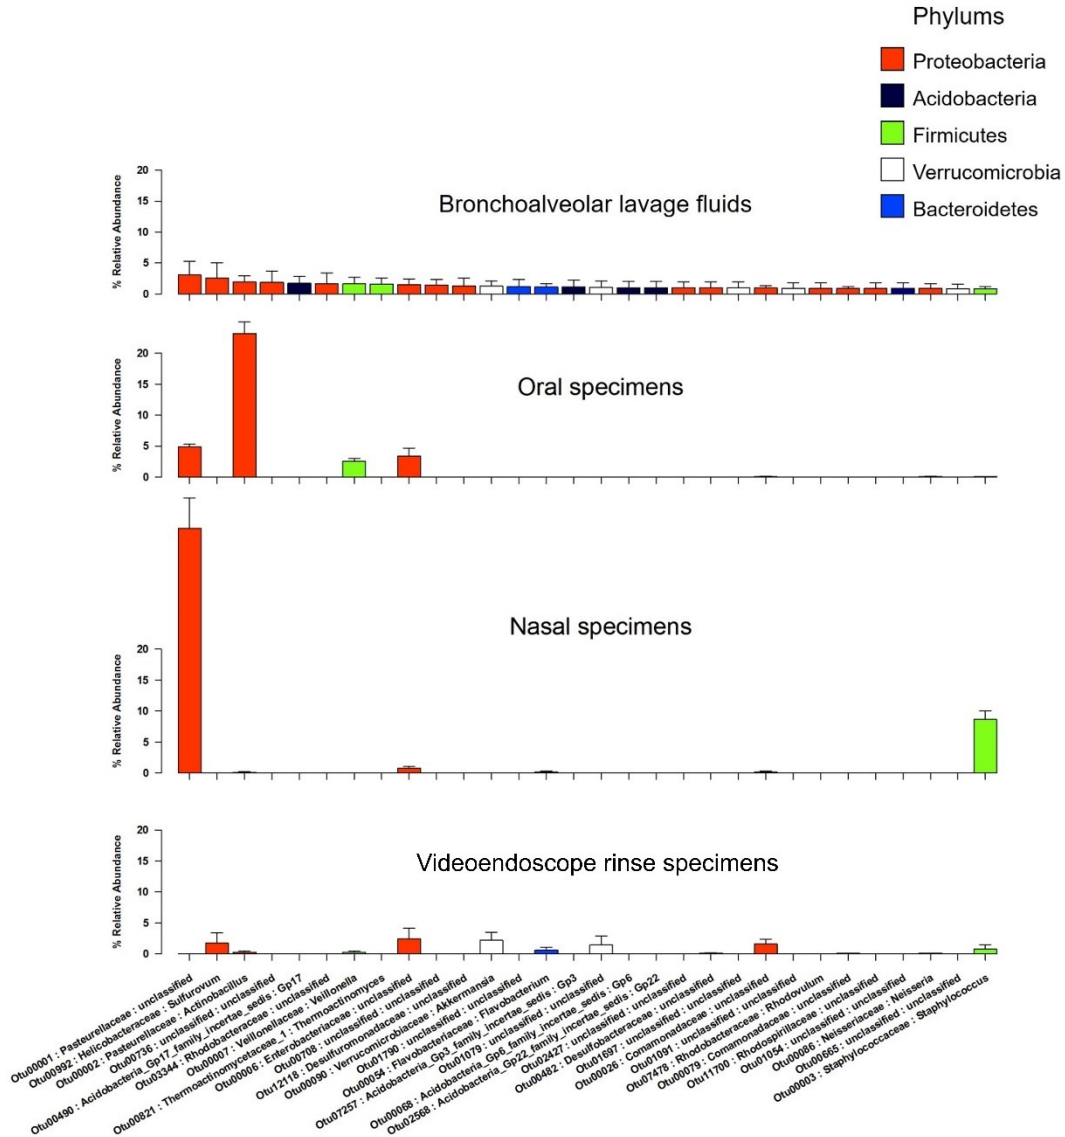 Phylums
Proteobacteria
Acidobacteria
Firmicutes
Verrucomicrobia
Bacteroidetes
Bronchoalveolar lavage fluids
% Relative Abundance
20
15
10
5
0
Oral specimens
% Relative Abundance
20
15
10
5
0
Nasal specimens
% Relative Abundance
20
15
10
5
0
Videoendoscope rinse specimens
% Relative Abundance
20
15
10
5
0
Otu00001 : Pasteurellaceae : unclassified
Otu00992 : Helicobacteraceae : Sulfurovum
Otu00002 : Pasteurellaceae : Actinobacillus
Otu00736 : unclassified : unclassified
Otu00490 : Acidobacteria_Gp17_family_incertae_sedis : Gp17
Otu03344 : Rhodobacteraceae : unclassified
Otu00007 : Veillonellaceae : Veillonella
Otu00821 : Thermoactinomycetaceae_1 : Thermoactinomyces
Otu00006 : Enterobacteriaceae : unclassified
Otu00708 : unclassified : unclassified
Otu12118 : Desulfuromonadaceae : unclassified
Otu00090 : Verrucomicrobiaceae : Akkermansia
Otu01790 : unclassified : unclassified
Otu00054 : Flavobacteriaceae : Flavobacterium
Otu07257 : Acidobacteria_Gp3_family_incertae_sedis : Gp3
Otu01079 : unclassified : unclassified
Otu00068 : Acidobacteria_Gp6_family_incertae_sedis : Gp6
Otu02568 : Acidobacteria_Gp22_family_incertae_sedis : Gp22
Otu02427 : unclassified : unclassified
Otu00482 : Desulfobacteraceae : unclassified
Otu01697 : unclassified : unclassified
Otu00026 : Comamonadaceae : unclassified
Otu01091 : unclassified : unclassified
Otu07478 : Rhodobacteraceae : Rhodovulum
Otu00079 : Comamonadaceae : unclassified
Otu11700 : Rhodospirillaceae : unclassified
Otu01054 : unclassified : unclassified
Otu00086 : Neisseriaceae : Neisseria
Otu00665 : unclassified : unclassified
Otu00003 : Staphylococcaceae : Staphylococcus